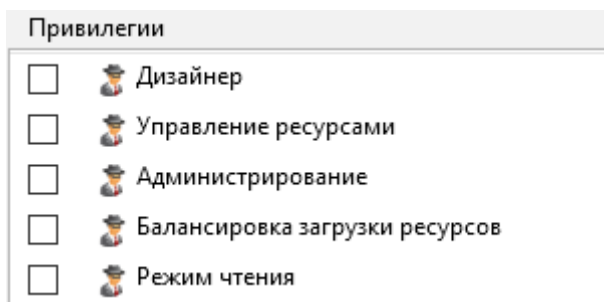 Привилегии
Дизайнер
Управление ресурсами
Администрирование
Балансировка загрузки ресурсов
Режим чтения